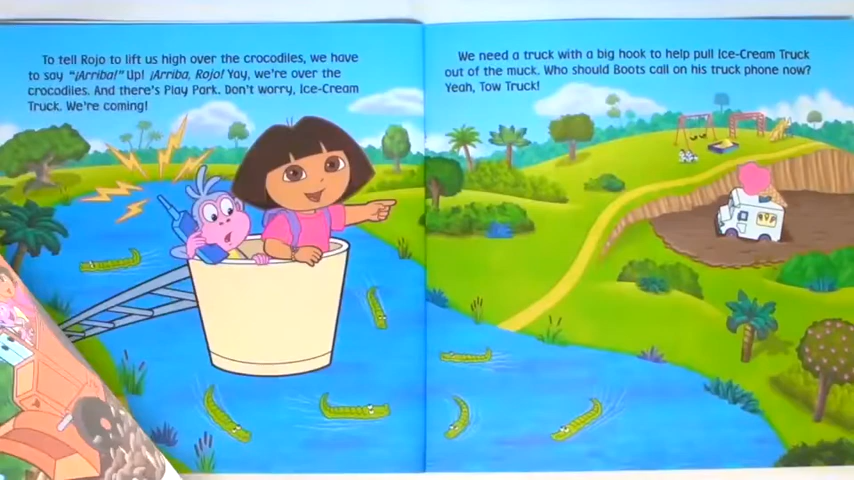 To tell Rojo to lift us high over the crocodiles, we have
to say "¡Arriba!" Up! ¡Arriba, Rojo! Yay, we're over the
crocodiles. And there's Play Park. Don't worry, Ice-Cream
Truck. We're coming!
We need a truck with a big hook to help pull Ice-Cream Truck
out of the muck. Who should Boots call on his truck phone now?
Yeah, Tow Truck!